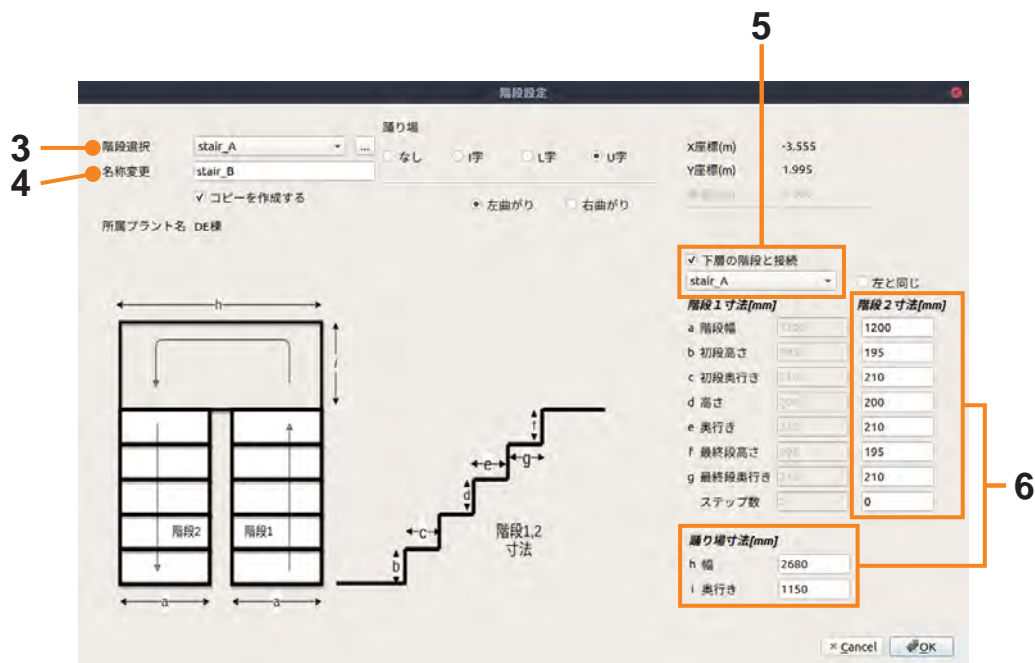 5
階段設定
3
階段選択 stair_A ...
4
名称変更 stair_B
✓ コピーを作成する
所属プラント名 DE棟
踊り場
なし I字 L字 U字
左曲がり 右曲がり
X座標(m) -3.555
Y座標(m) 1.995
✓ 下層の階段と接続
stair_A 左と同じ
階段1寸法[mm] 階段2寸法[mm]
a 階段幅 1200
b 初段高さ 195
c 初段奥行き 210
d 高さ 200
e 奥行き 210
f 最終段高さ 195
g 最終段奥行き 210
ステップ数 0
6
踊り場寸法[mm]
h 幅 2680
i 奥行き 1150
h
i
階段2 階段1
a a
f
e g
d
c
b
階段1,2
寸法
× Cancel OK